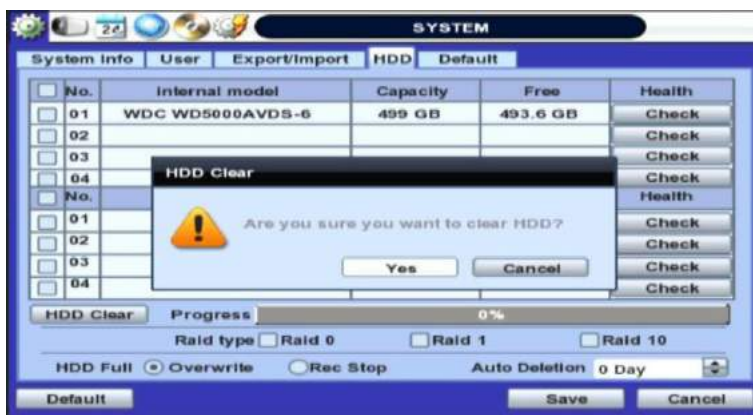 24
SYSTEM
System Info User Export/Import HDD Default
No. Internal model Capacity Free Health
01 WDC WD5000AVDS-6 499 GB 493.6 GB Check
02 Check
03 Check
04 Check
HDD Clear
No. Health
01 Check
Are you sure you want to clear HDD?
02 Check
03 Check
Yes Cancel
04 Check
HDD Clear Progress 0%
Raid type Raid 0 Raid 1 Raid 10
HDD Full Overwrite Rec Stop Auto Deletion 0 Day
Default Save Cancel